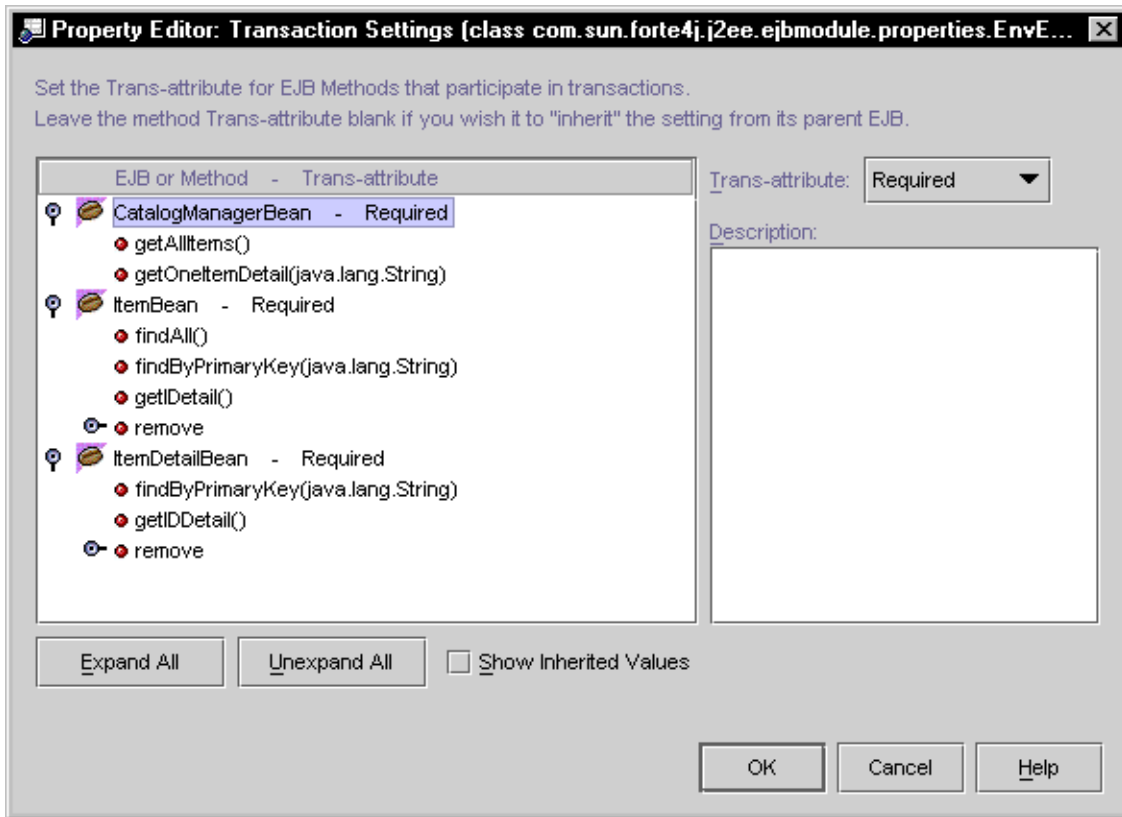 Property Editor: Transaction Settings (class com.sun.forte4j.j2ee.ejbmodule.properties.EnvE...
Set the Trans-attribute for EJB Methods that participate in transactions.
Leave the method Trans-attribute blank if you wish it to "inherit" the setting from its parent EJB.
EJB or Method - Trans-attribute
Trans-attribute: Required
CatalogManagerBean - Required
Description:
getAllItems()
getOneItemDetail(java.lang.String)
ItemBean - Required
findAll()
findByPrimaryKey(java.lang.String)
getIDetail()
remove
ItemDetailBean - Required
findByPrimaryKey(java.lang.String)
getIDDetail()
remove
Expand All Unexpand All Show Inherited Values
OK Cancel Help